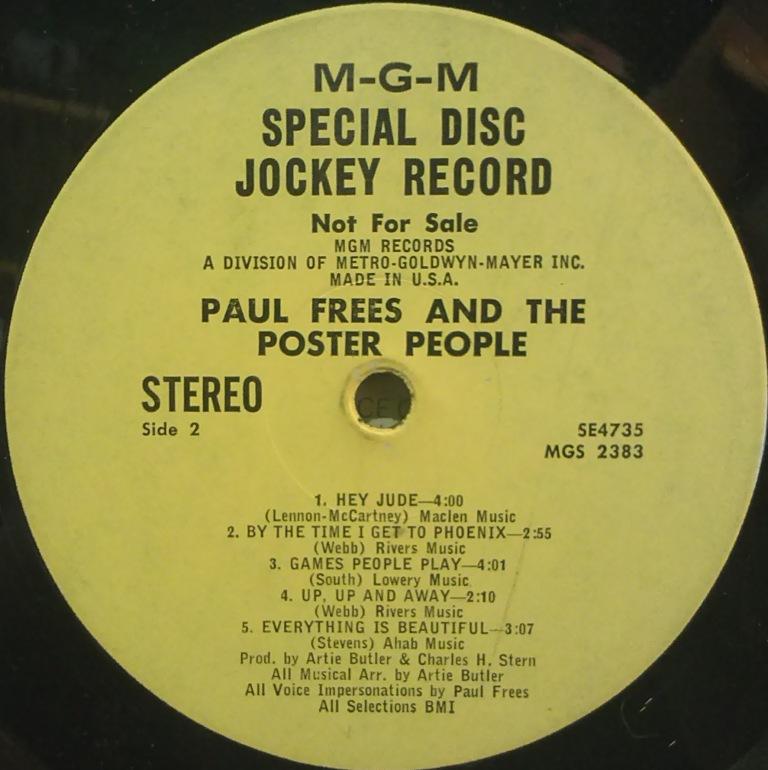 M-G-M
SPECIAL DISC
JOCKEY RECORD
Not For Sale
MGM RECORDS
A DIVISION OF METRO-GOLDWYN-MAYER INC.
MADE IN U.S.A.
PAUL FREES AND THE
POSTER PEOPLE
STEREO
Side 2
SE4735
MGS 2383
1. HEY JUDE—4:00
(Lennon-McCartney) Maclen Music
2. BY THE TIME I GET TO PHOENIX—2:55
(Webb) Rivers Music
3. GAMES PEOPLE PLAY—4:01
(South) Lowery Music
4. UP, UP AND AWAY—2:10
(Webb) Rivers Music
5. EVERYTHING IS BEAUTIFUL—3:07
(Stevens) Ahab Music
Prod. by Artie Butler & Charles H. Stern
All Musical Arr. by Artie Butler
All Voice Impersonations by Paul Frees
All Selections BMI